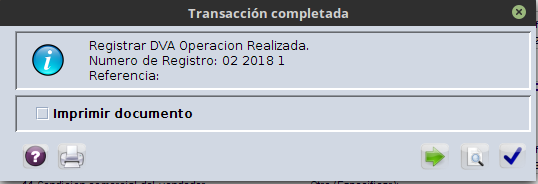 Transacción completada
Registrar DVA Operacion Realizada.
Numero de Registro: 02 2018 1
Referencia:
Imprimir documento